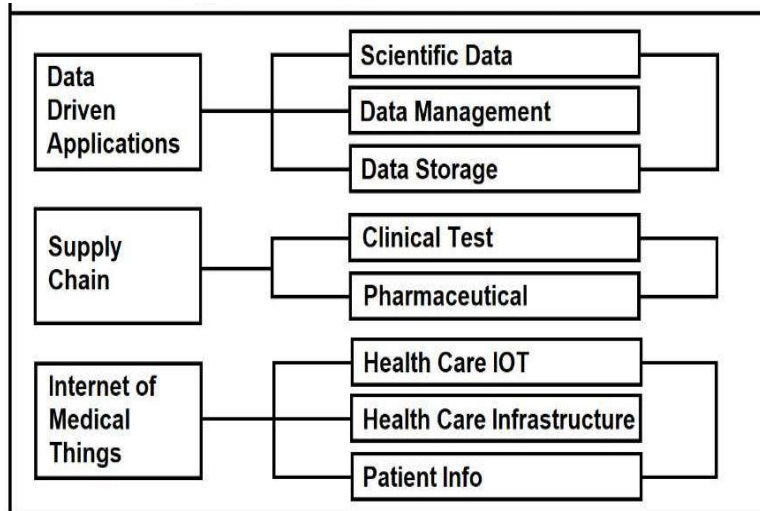 Data
Driven
Applications
Scientific Data
Data Management
Data Storage
Supply
Chain
Clinical Test
Pharmaceutical
Internet of
Medical
Things
Health Care IOT
Health Care Infrastructure
Patient Info